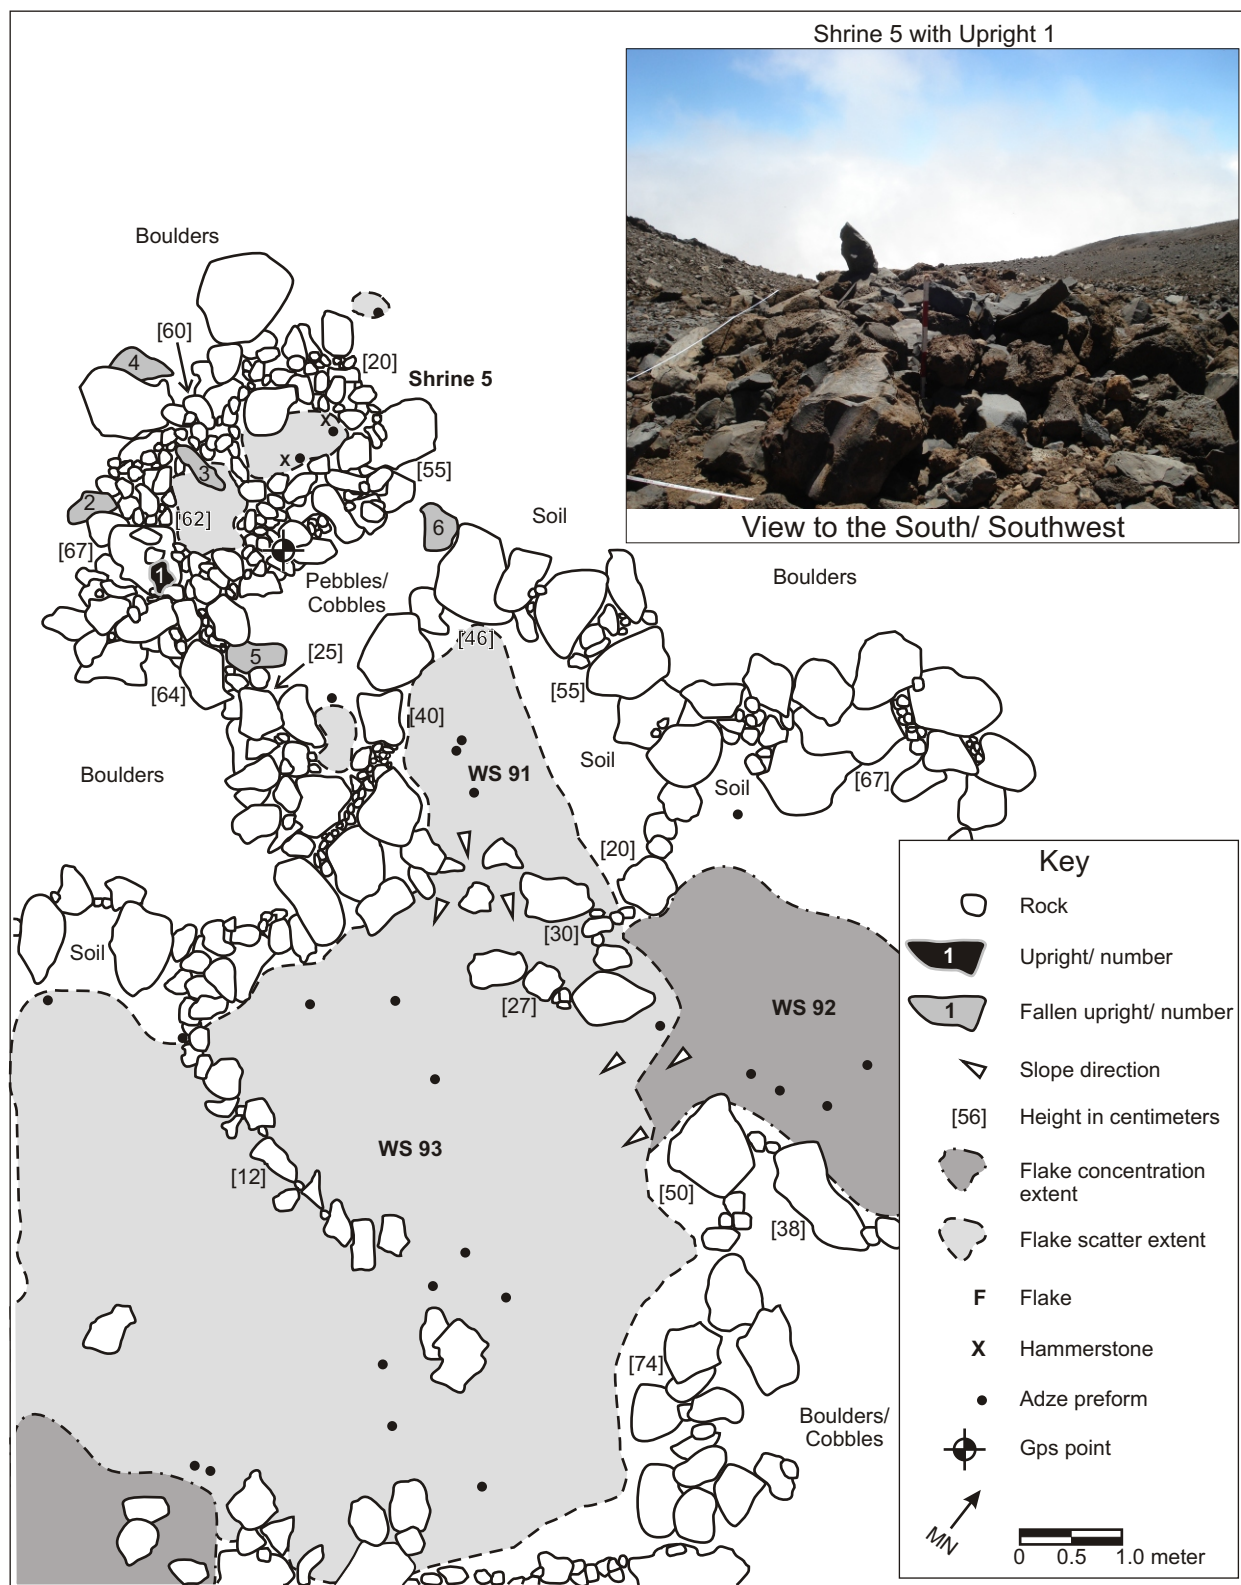 Shrine 5 with Upright 1
View to the South/ Southwest
Boulders
[60]
4
[20]
Shrine 5
X
X
3
[55]
2
[62]
6
Soil
[67]
1
Pebbles/
Cobbles
Boulders
[46]
5
[25]
[64]
[55]
[40]
Soil
Boulders
WS 91
Soil
[67]
[20]
[30]
Soil
[27]
WS 92
WS 93
[12]
[50]
[38]
[74]
Boulders/
Cobbles
Key
Rock
1
Upright/ number
1
Fallen upright/ number
Slope direction
[56]
Height in centimeters
Flake concentration
extent
Flake scatter extent
F
Flake
X
Hammerstone
Adze preform
Gps point
MN
0
0.5
1.0 meter